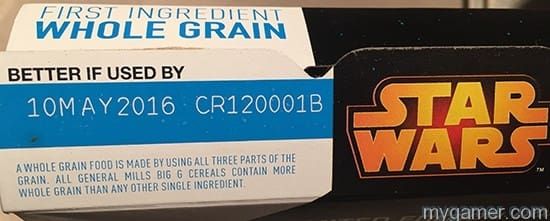 FIRST INGREDIENT
WHOLE GRAIN
BETTER IF USED BY
10MAY2016 CR120001B
A WHOLE GRAIN FOOD IS MADE BY USING ALL THREE PARTS OF THE
GRAIN. ALL GENERAL MILLS BIG G CEREALS CONTAIN MORE
WHOLE GRAIN THAN ANY OTHER SINGLE INGREDIENT.
STAR
WARS
TM
mygamer.com